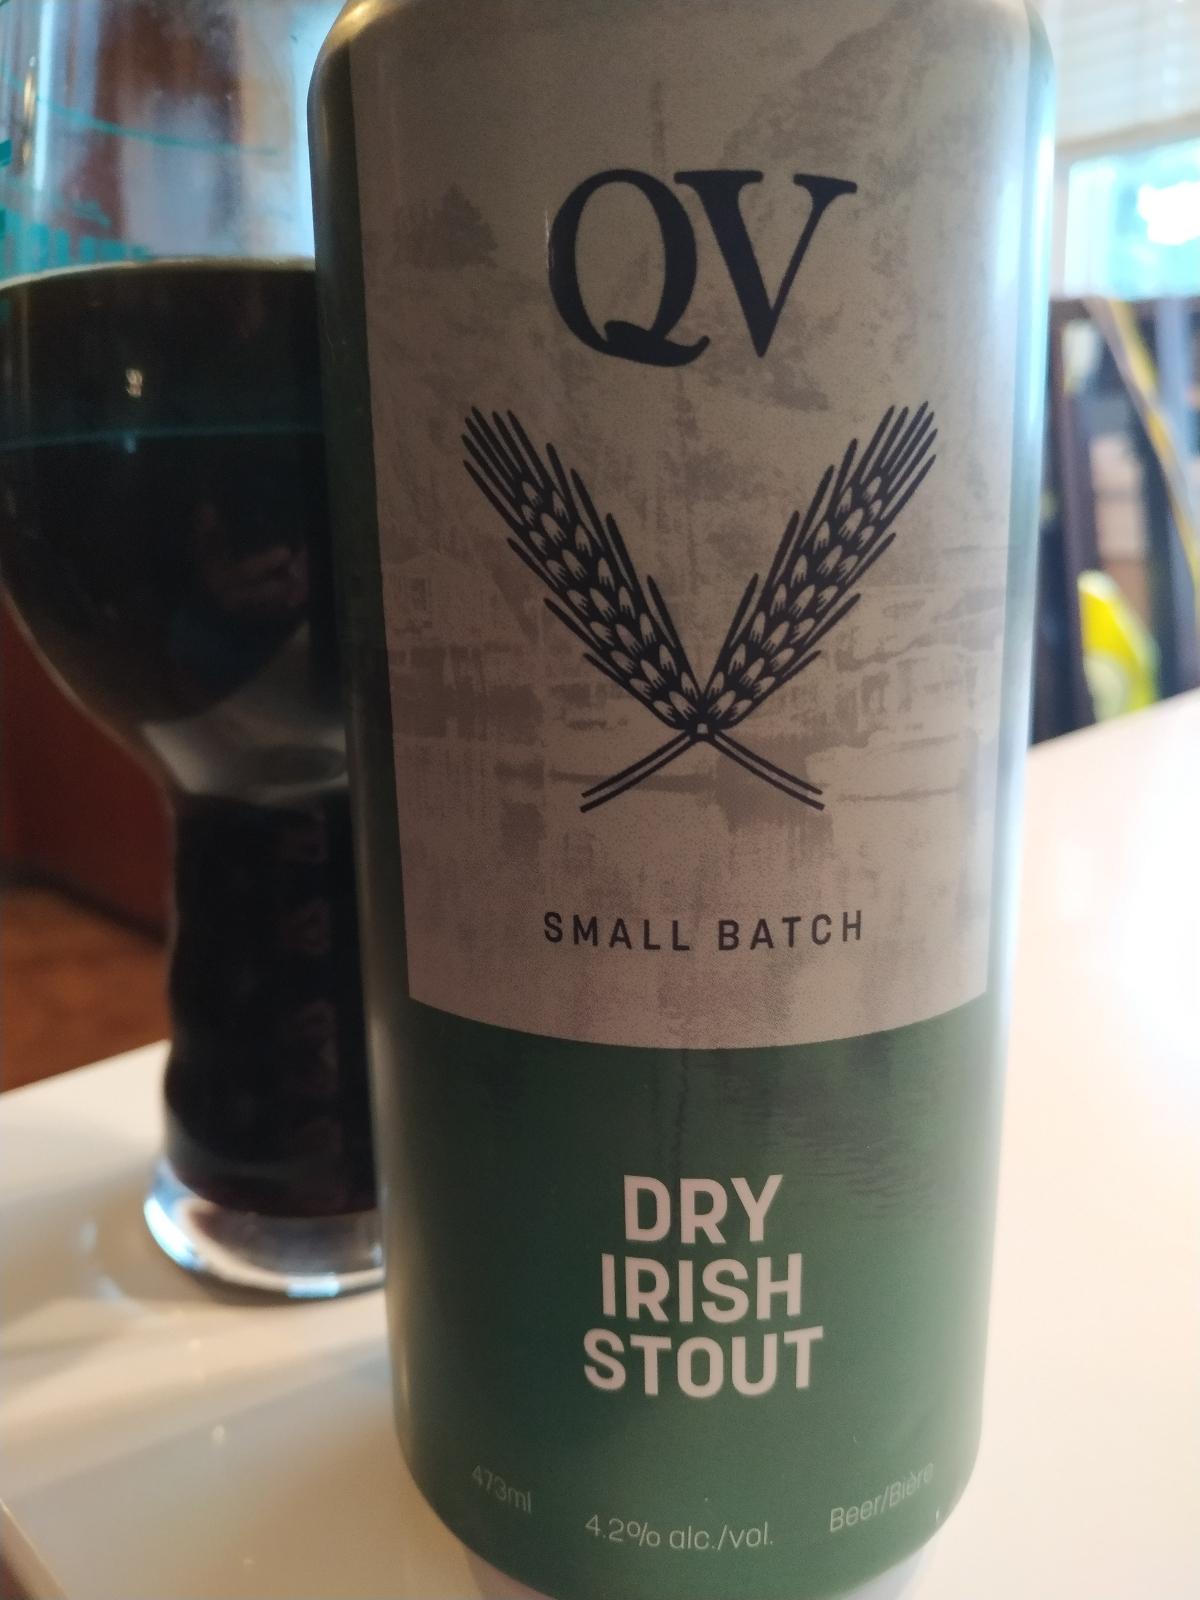 QV
SMALL BATCH
DRY
IRISH
STOUT
473ml
4.2% alc./vol.
Beer/Bière